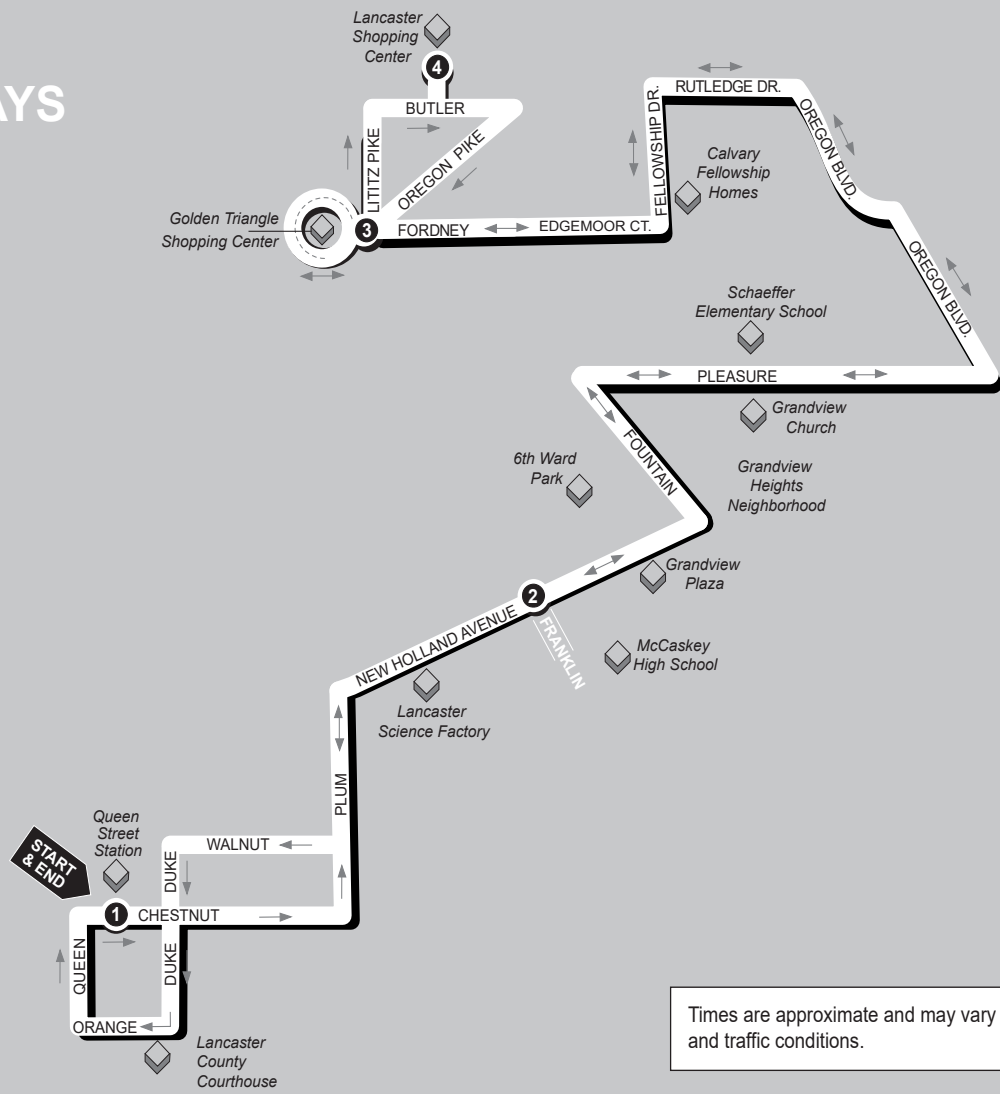 AYS
Lancaster
Shopping
Center
4
BUTLER
LITITZ PIKE
OREGON PIKE
Golden Triangle
Shopping Center
3
FORDNEY
EDGEMOOR CT.
FELLOWSHIP DR.
RUTLEDGE DR.
OREGON BLVD.
Calvary
Fellowship
Homes
OREGON BLVD.
Schaeffer
Elementary School
PLEASURE
Grandview
Church
FOUNTAIN
6th Ward
Park
Grandview
Heights
Neighborhood
Grandview
Plaza
2
NEW HOLLAND AVENUE
FRANKLIN
McCaskey
High School
Lancaster
Science Factory
PLUM
Queen
Street
Station
START
& END
WALNUT
DUKE
1
CHESTNUT
QUEEN
DUKE
ORANGE
Lancaster
County
Courthouse
Times are approximate and may vary
and traffic conditions.